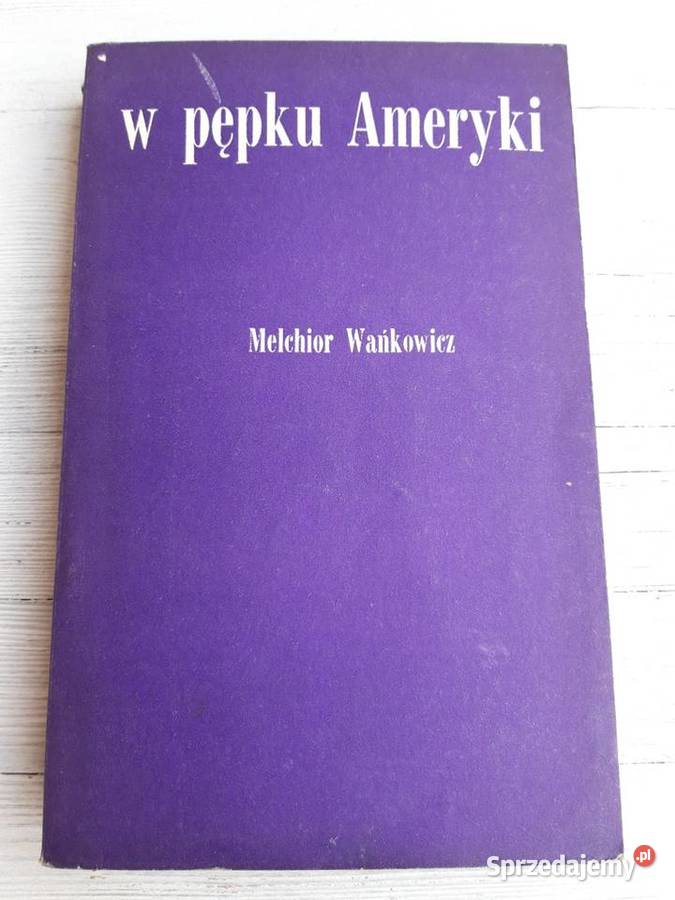 w pępku Ameryki
Melchior Wańkowicz
Sprzedajemy.pl